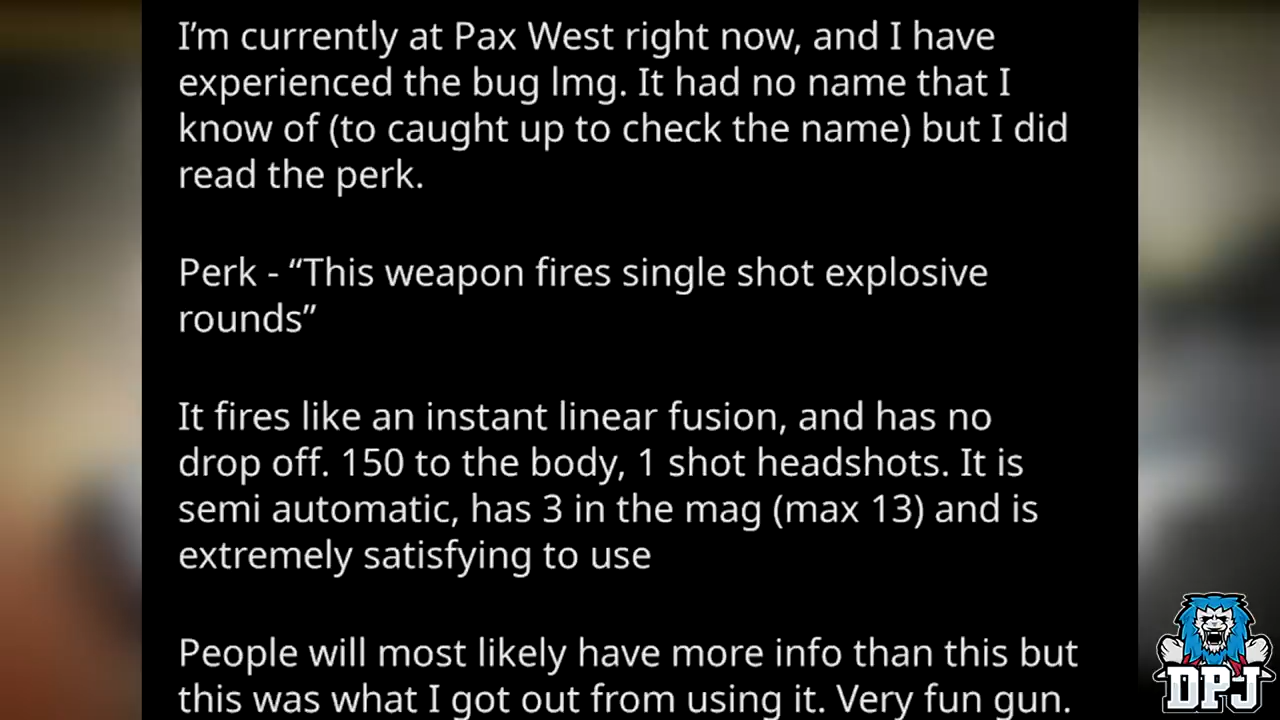 I’m currently at Pax West right now, and I have
experienced the bug lmg. It had no name that I
know of (to caught up to check the name) but I did
read the perk.
Perk - “This weapon fires single shot explosive
rounds”
It fires like an instant linear fusion, and has no
drop off. 150 to the body, 1 shot headshots. It is
semi automatic, has 3 in the mag (max 13) and is
extremely satisfying to use
People will most likely have more info than this but
this was what I got out from using it. Very fun gun.
DPJ